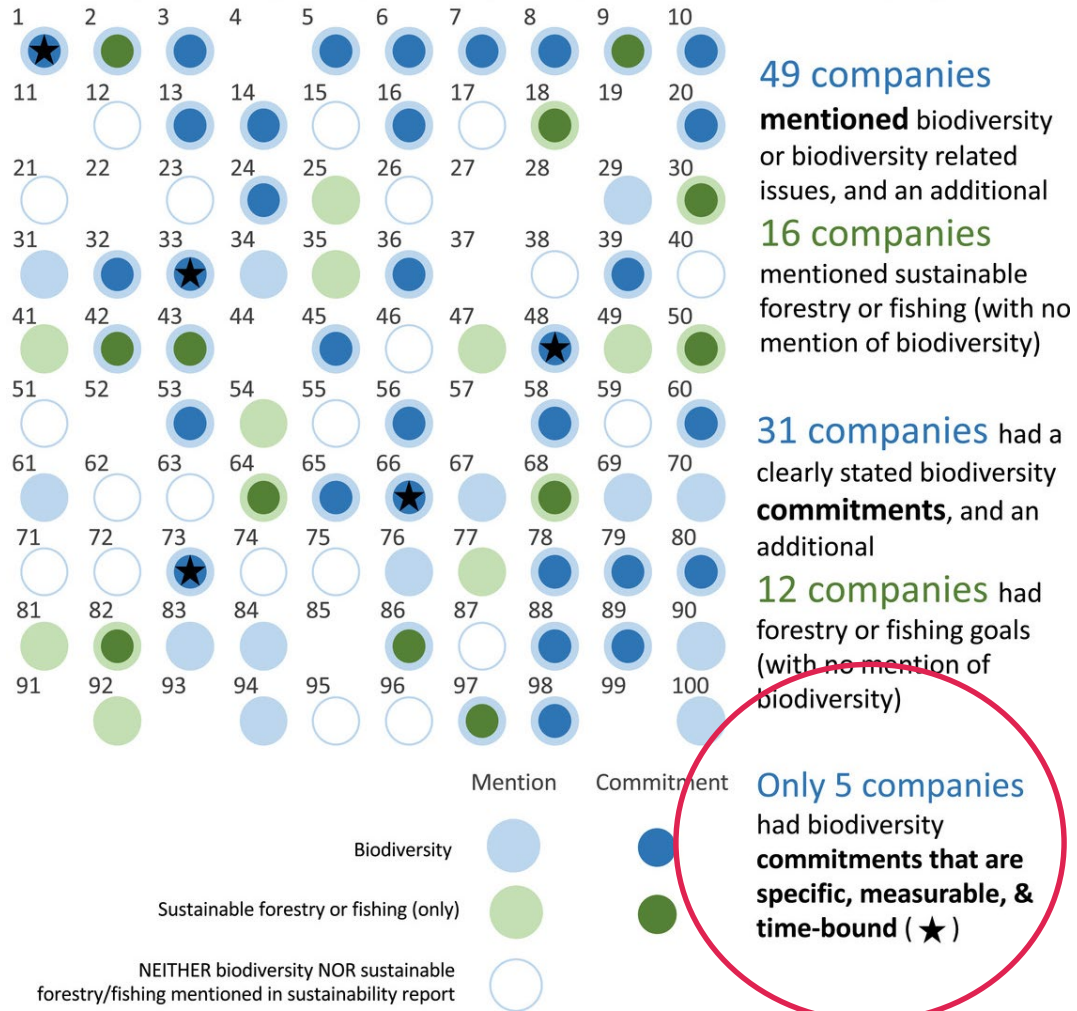 1 2 3 4 5 6 7 8 9 10
11 12 13 14 15 16 17 18 19 20
21 22 23 24 25 26 27 28 29 30
31 32 33 34 35 36 37 38 39 40
41 42 43 44 45 46 47 48 49 50
51 52 53 54 55 56 57 58 59 60
61 62 63 64 65 66 67 68 69 70
71 72 73 74 75 76 77 78 79 80
81 82 83 84 85 86 87 88 89 90
91 92 93 94 95 96 97 98 99 100
49 companies
mentioned biodiversity
or biodiversity related
issues, and an additional
16 companies
mentioned sustainable
forestry or fishing (with no
mention of biodiversity)
31 companies had a
clearly stated biodiversity
commitments, and an
additional
12 companies had
forestry or fishing goals
(with no mention of
biodiversity)
Only 5 companies
had biodiversity
commitments that are
specific, measurable, &
time-bound (★)
Mention Commitment
Biodiversity
Sustainable forestry or fishing (only)
NEITHER biodiversity NOR sustainable
forestry/fishing mentioned in sustainability report